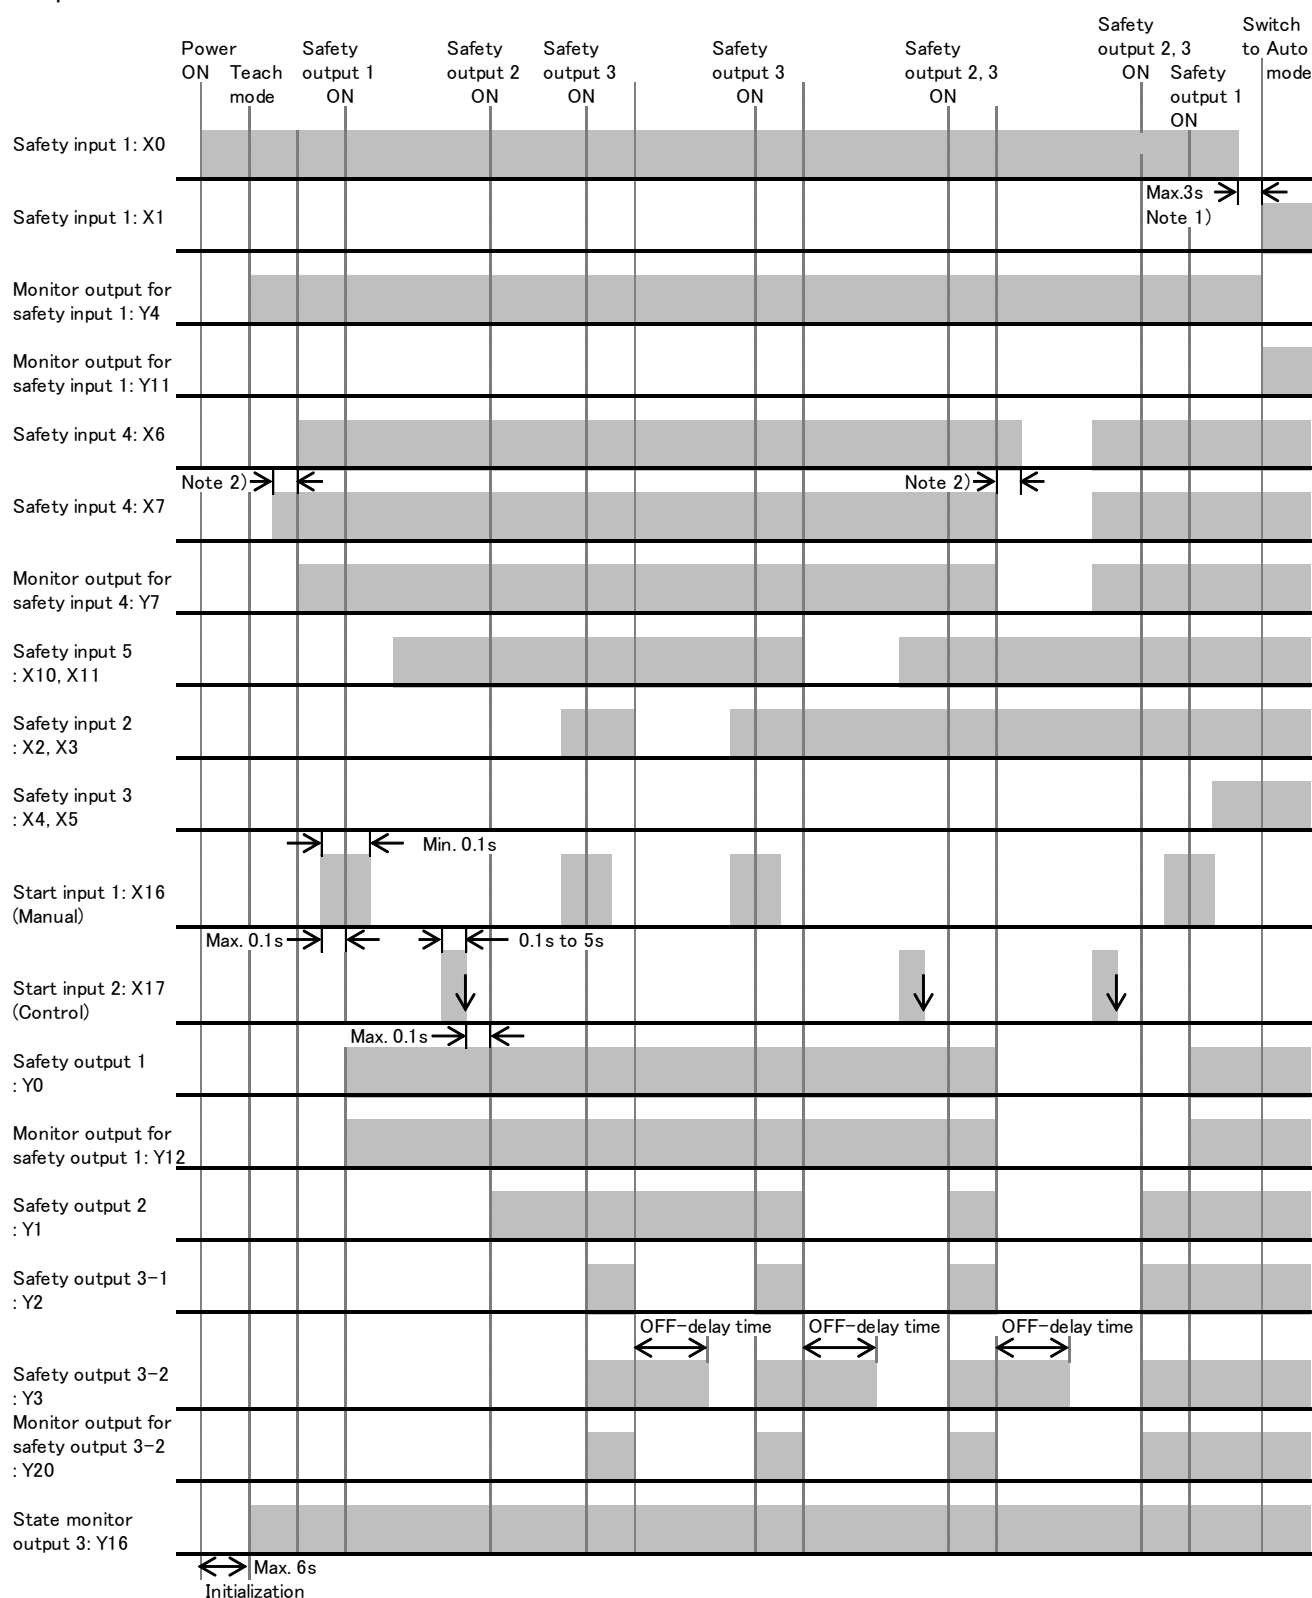 Power
ON
Teach
mode
Safety
output 1
ON
Safety
output 2
ON
Safety
output 3
ON
Safety
output 3
ON
Safety
output 2, 3
ON
Safety
output 2, 3
ON
Safety
output 1
ON
Switch
to Auto
mode
Safety input 1: X0
Max.3s
Note 1)
Safety input 1: X1
Monitor output for
safety input 1: Y4
Monitor output for
safety input 1: Y11
Safety input 4: X6
Note 2)
Note 2)
Safety input 4: X7
Monitor output for
safety input 4: Y7
Safety input 5
: X10, X11
Safety input 2
: X2, X3
Safety input 3
: X4, X5
Min. 0.1s
Start input 1: X16
(Manual)
Max. 0.1s
0.1s to 5s
Start input 2: X17
(Control)
Max. 0.1s
Safety output 1
: Y0
Monitor output for
safety output 1: Y12
Safety output 2
: Y1
Safety output 3-1
: Y2
OFF-delay time
OFF-delay time
OFF-delay time
Safety output 3-2
: Y3
Monitor output for
safety output 3-2
: Y20
State monitor
output 3: Y16
Max. 6s
Initialization